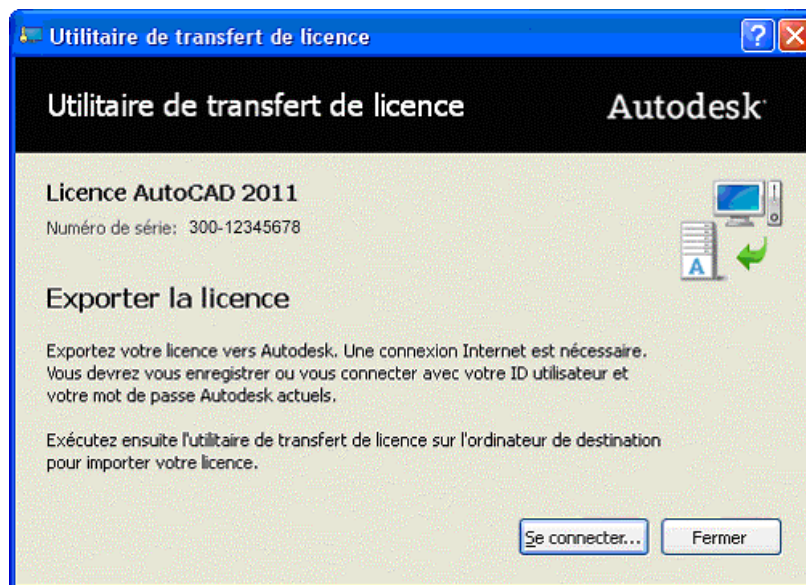 Utilitaire de transfert de licence
Utilitaire de transfert de licence
Autodesk
Licence AutoCAD 2011
Numéro de série: 300-12345678
A
Exporter la licence
Exportez votre licence vers Autodesk. Une connexion Internet est nécessaire.
Vous devrez vous enregistrer ou vous connecter avec votre ID utilisateur et
votre mot de passe Autodesk actuels.
Exécutez ensuite l'utilitaire de transfert de licence sur l'ordinateur de destination
pour importer votre licence.
Se connecter...
Fermer